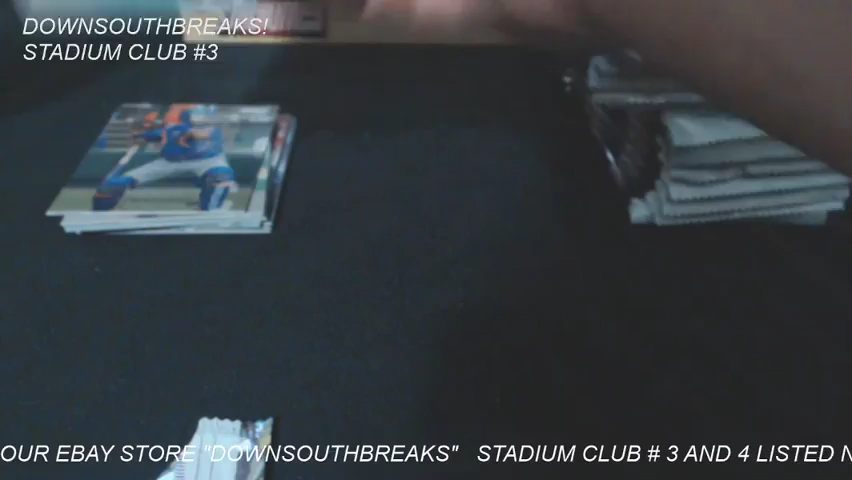 DOWNSOUTHBREAKS!
STADIUM CLUB #3
OUR EBAY STORE "DOWNSOUTHBREAKS" STADIUM CLUB # 3 AND 4 LISTED N